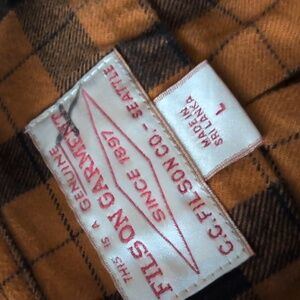 THIS IS A GENUINE
FILSON GARMENT
SINCE 1897
C.C. FILSON CO. - SEATTLE
L
MADE IN
SRI LANKA